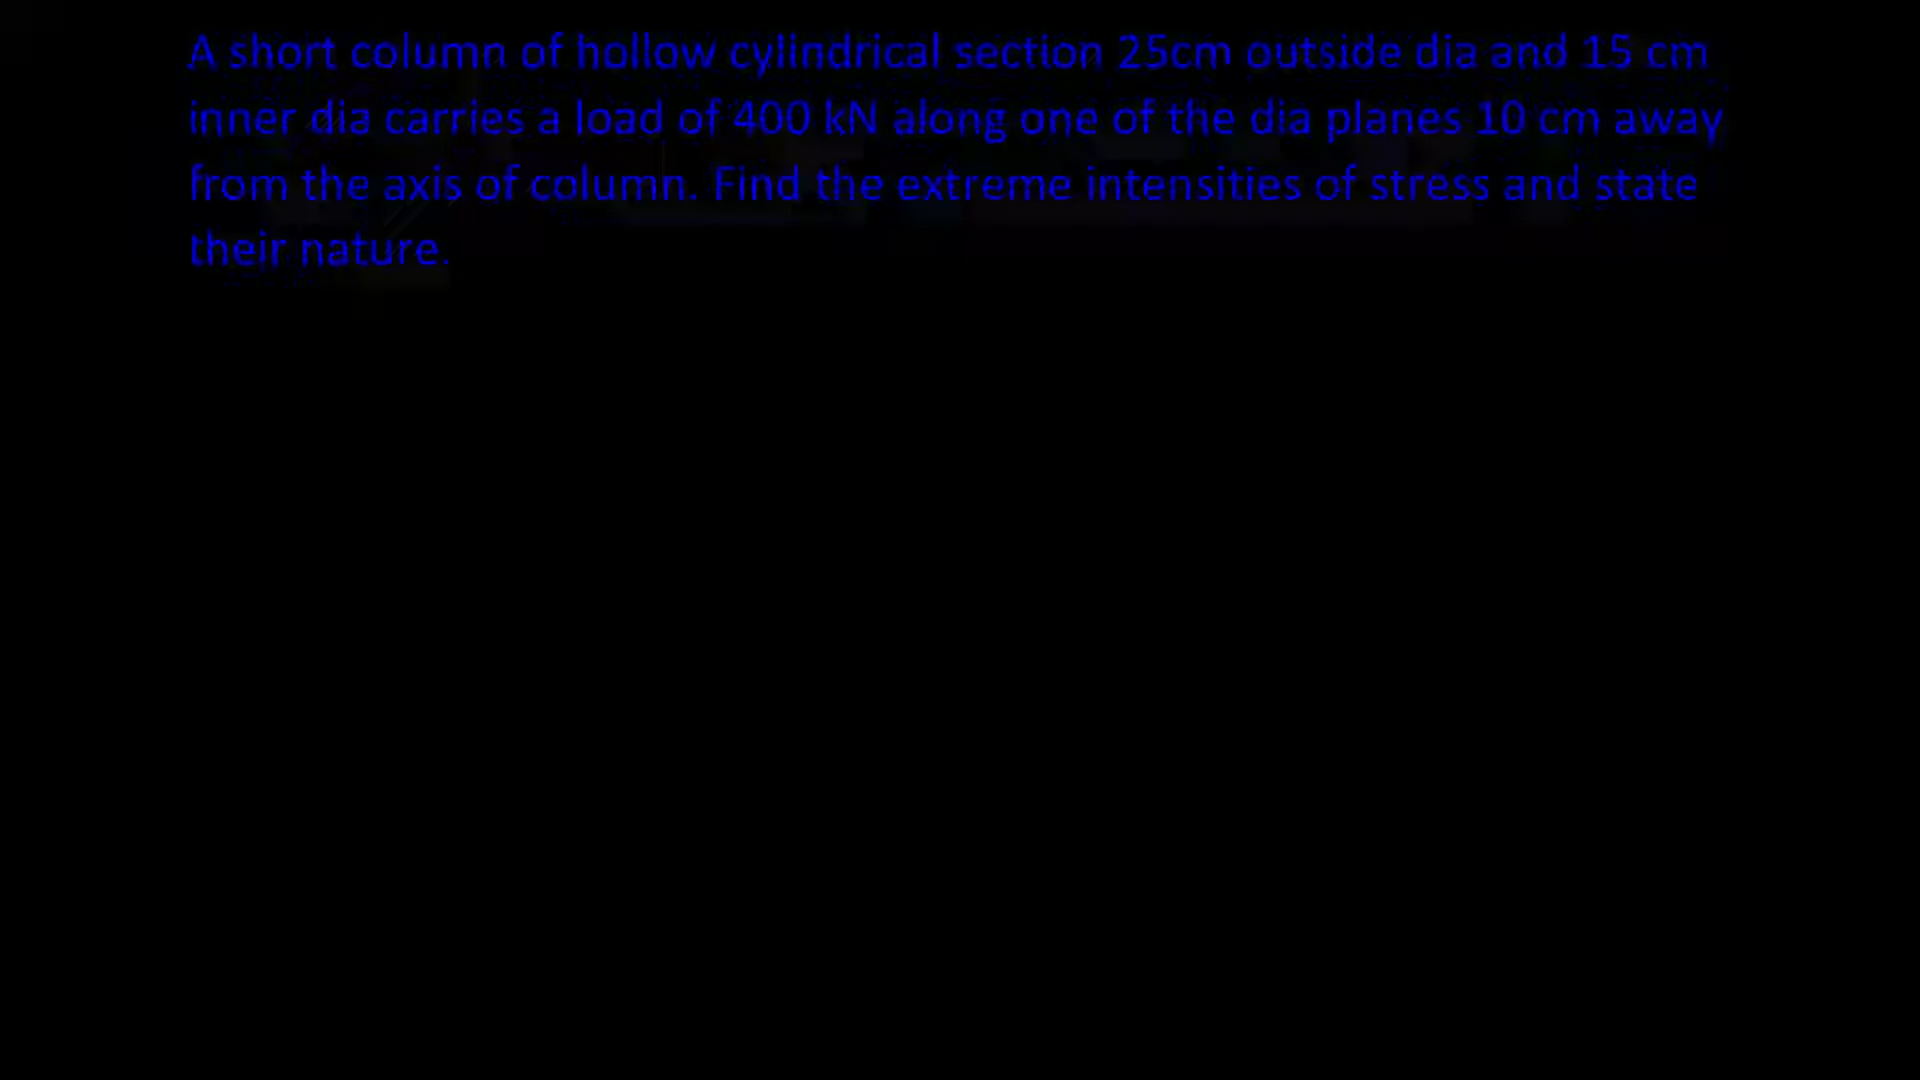 A short column of hollow cylindrical section 25cm outside dia and 15 cm
inner dia carries a load of 400 kN along one of the dia planes 10 cm away
from the axis of column. Find the extreme intensities of stress and state
their nature.